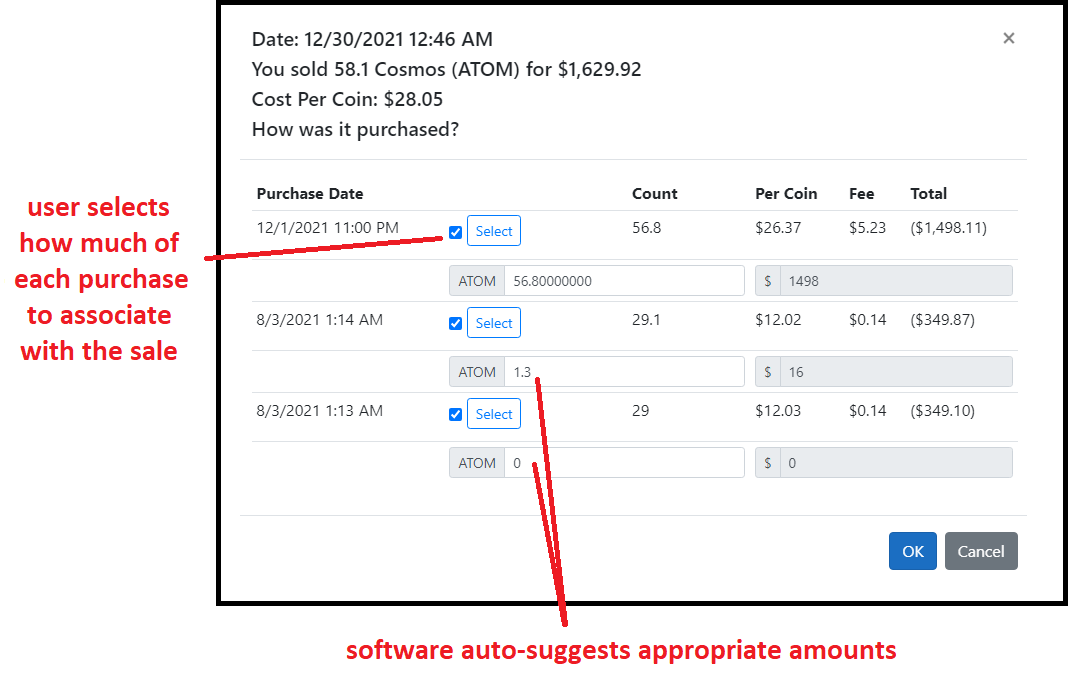 Date: 12/30/2021 12:46 AM ×
You sold 58.1 Cosmos (ATOM) for $1,629.92
Cost Per Coin: $28.05
How was it purchased?
Purchase Date Count Per Coin Fee Total
12/1/2021 11:00 PM Select 56.8 $26.37 $5.23 ($1,498.11)
ATOM 56.80000000 $ 1498
8/3/2021 1:14 AM Select 29.1 $12.02 $0.14 ($349.87)
ATOM 1.3 $ 16
8/3/2021 1:13 AM Select 29 $12.03 $0.14 ($349.10)
ATOM 0 $ 0
OK Cancel
user selects
how much of
each purchase
to associate
with the sale
software auto-suggests appropriate amounts